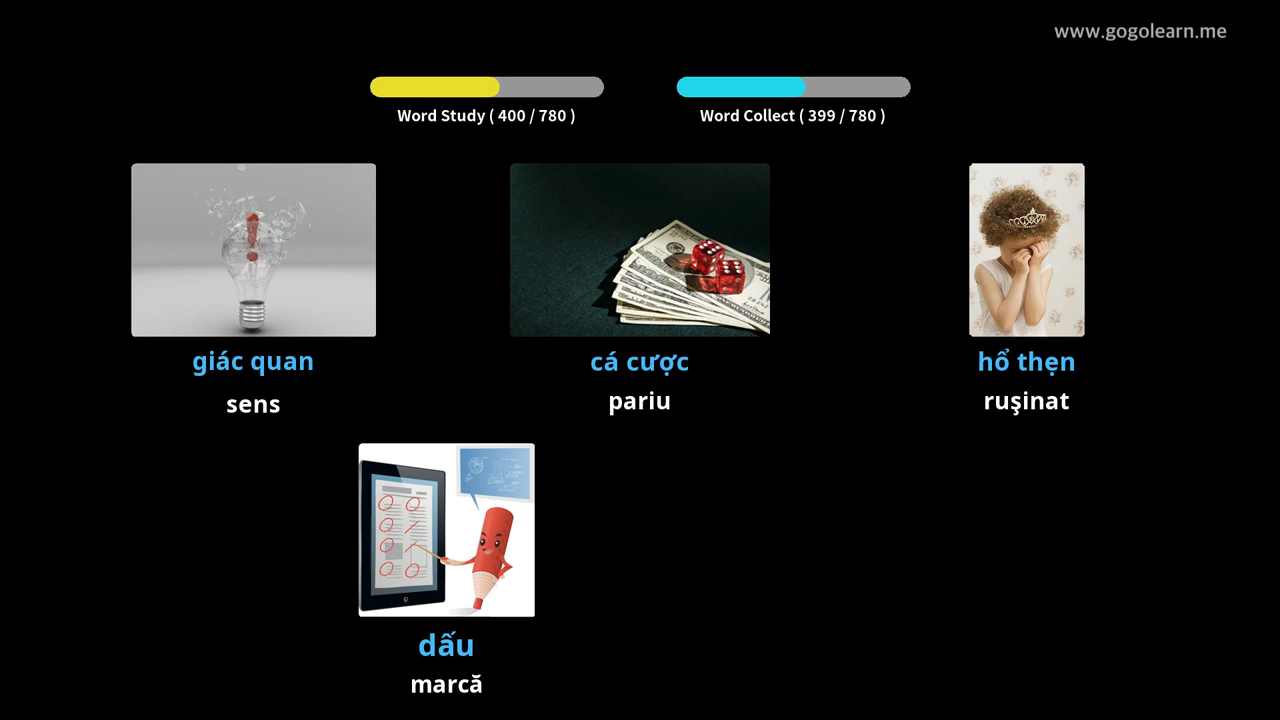 www.gogolearn.me
Word Study ( 400 / 780 )
Word Collect ( 399 / 780 )
giác quan
sens
cá cược
pariu
hổ thẹn
ruşinat
dấu
marcă